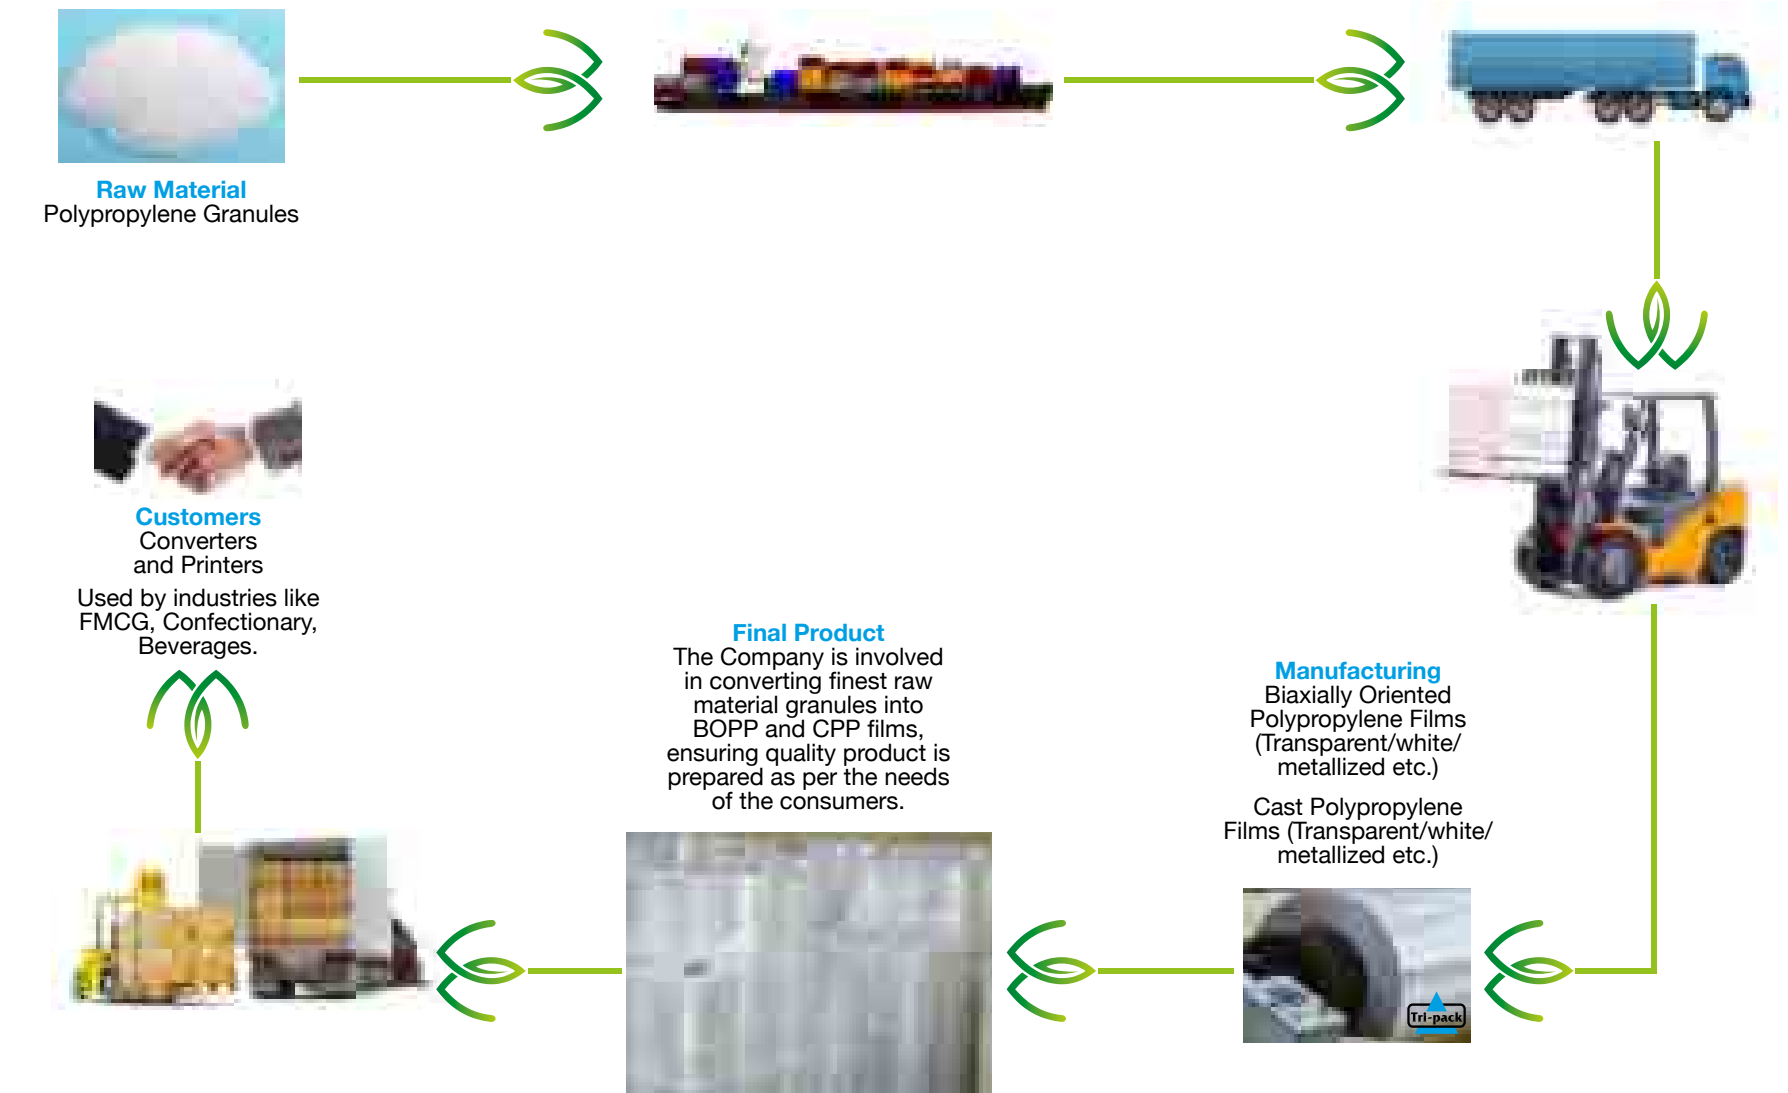 Raw Material
Polypropylene Granules
Customers
Converters
and Printers
Used by industries like
FMCG, Confectionary,
Beverages.
Final Product
The Company is involved
in converting finest raw
material granules into
BOPP and CPP films,
ensuring quality product is
prepared as per the needs
of the consumers.
Manufacturing
Biaxially Oriented
Polypropylene Films
(Transparent/white/
metallized etc.)
Cast Polypropylene
Films (Transparent/white/
metallized etc.)
Tri-pack